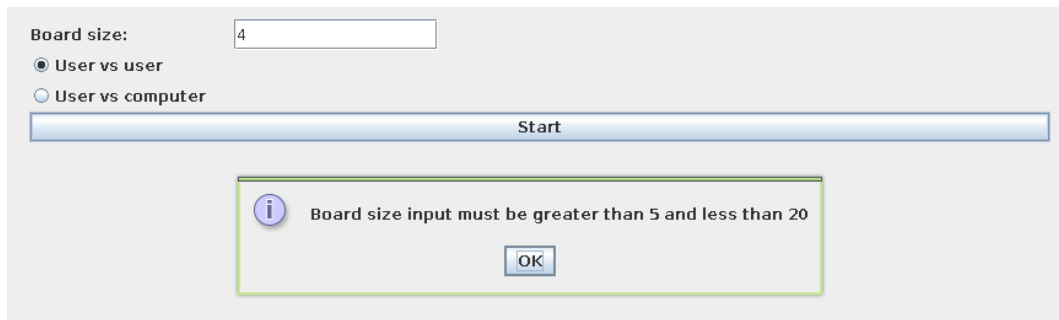 Board size: 4
User vs user
User vs computer
Start
i Board size input must be greater than 5 and less than 20
OK